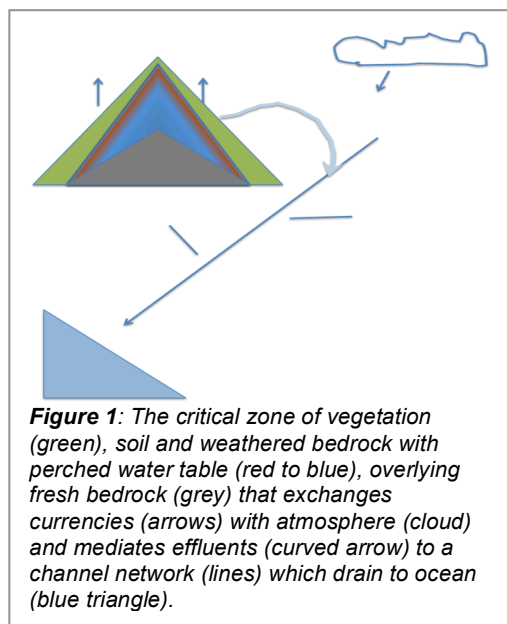 Figure 1: The critical zone of vegetation
(green), soil and weathered bedrock with
perched water table (red to blue), overlying
fresh bedrock (grey) that exchanges
currencies (arrows) with atmosphere (cloud)
and mediates effluents (curved arrow) to a
channel network (lines) which drain to ocean
(blue triangle).